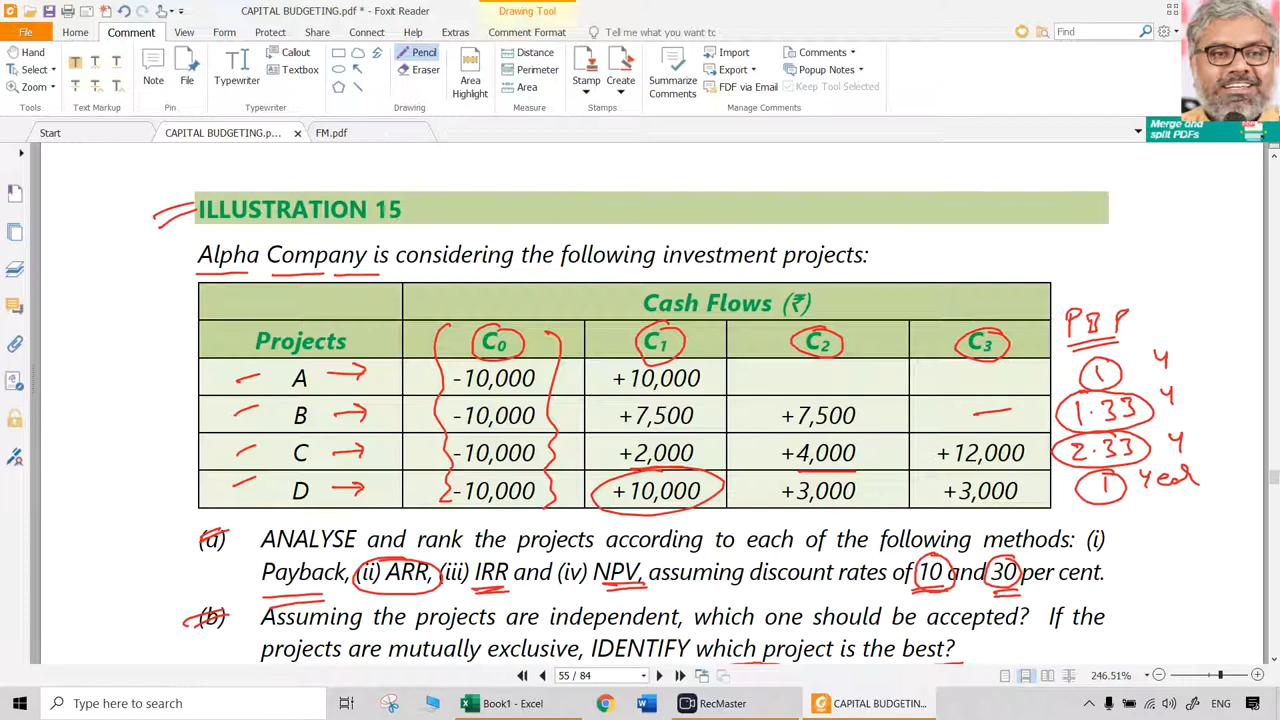 CAPITAL BUDGETING.pdf * - Foxit Reader
Drawing Tool
File Home Comment View Form Protect Share Connect Help Extras Comment Format Tell me what you want tc Find
Hand
Select
Zoom
Tools
Text Markup
Note
File
Pin
Typewriter
Callout
Textbox
Typewriter
Pencil
Eraser
Drawing
Area Highlight
Distance
Perimeter
Area
Measure
Stamp
Create
Stamps
Summarize Comments
Import
Export
FDF via Email
Comments
Popup Notes
Keep Tool Selected
Manage Comments
Start
CAPITAL BUDGETING.p...
FM.pdf
Merge and split PDFs
ILLUSTRATION 15
Alpha Company is considering the following investment projects:
Cash Flows (₹)
Projects C0 C1 C2 C3 PBP
A -10,000 +10,000 1 y
B -10,000 +7,500 +7,500 — 1.33 y
C -10,000 +2,000 +4,000 +12,000 2.33 y
D -10,000 +10,000 +3,000 +3,000 1 year
(a) ANALYSE and rank the projects according to each of the following methods: (i)
Payback, (ii) ARR, (iii) IRR and (iv) NPV, assuming discount rates of 10 and 30 per cent.
(b) Assuming the projects are independent, which one should be accepted? If the
projects are mutually exclusive, IDENTIFY which project is the best?
55 / 84
246.51%
Type here to search
Book1 - Excel
RecMaster
CAPITAL BUDGETIN...
ENG